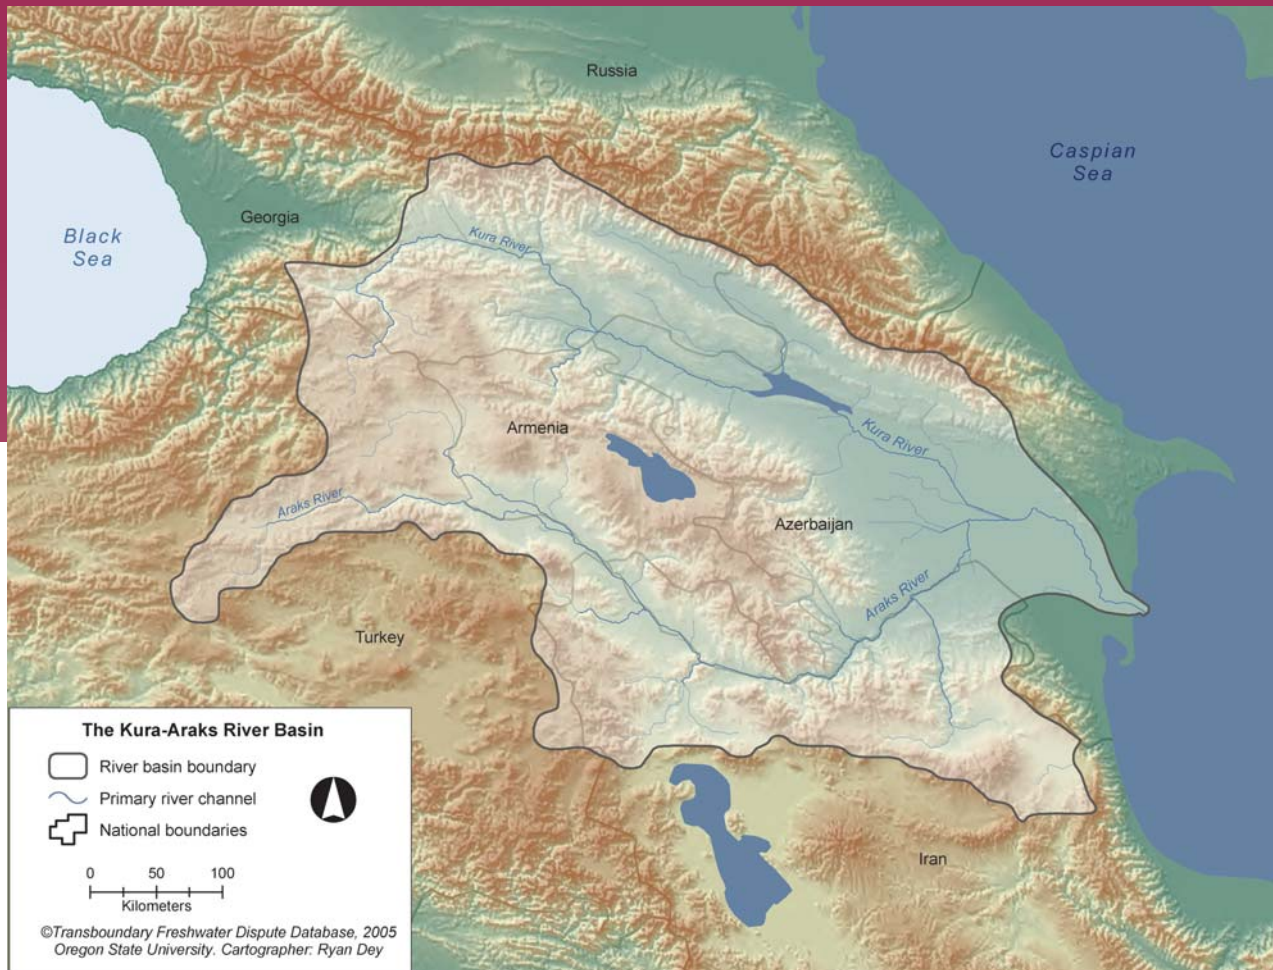 Russia
Caspian
Sea
Georgia
Black
Sea
Kura River
Armenia
Kura River
Araks River
Azerbaijan
Araks River
Turkey
Iran
The Kura-Araks River Basin
River basin boundary
Primary river channel
National boundaries
0 50 100
Kilometers
©Transboundary Freshwater Dispute Database, 2005
Oregon State University. Cartographer: Ryan Dey